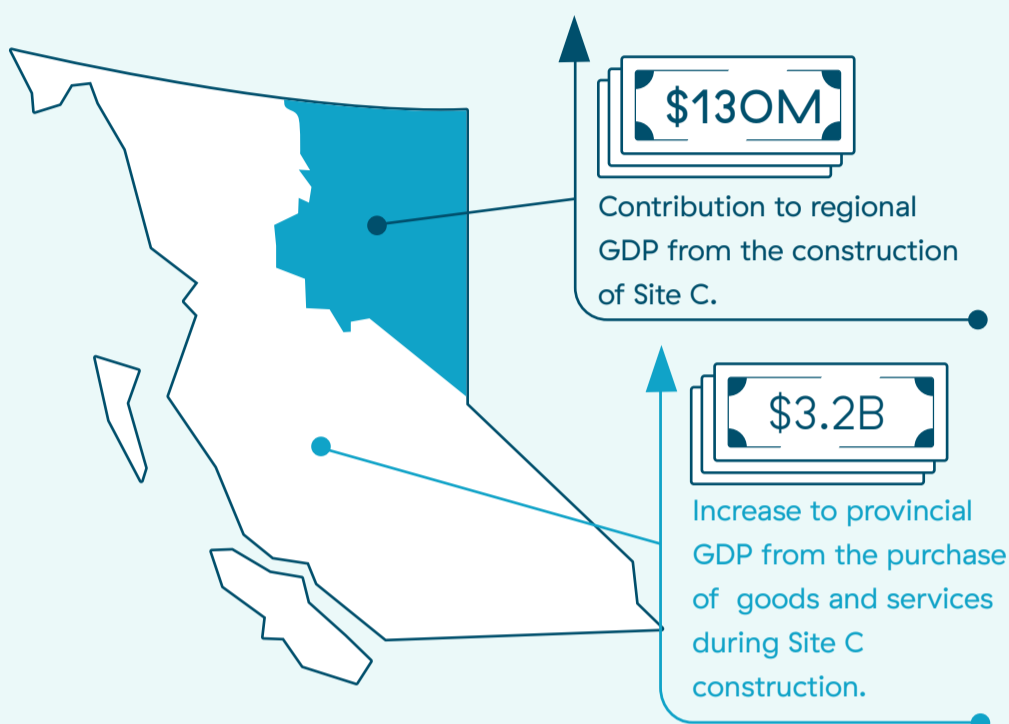 $130M
Contribution to regional
GDP from the construction
of Site C.
$3.2B
Increase to provincial
GDP from the purchase
of goods and services
during Site C
construction.